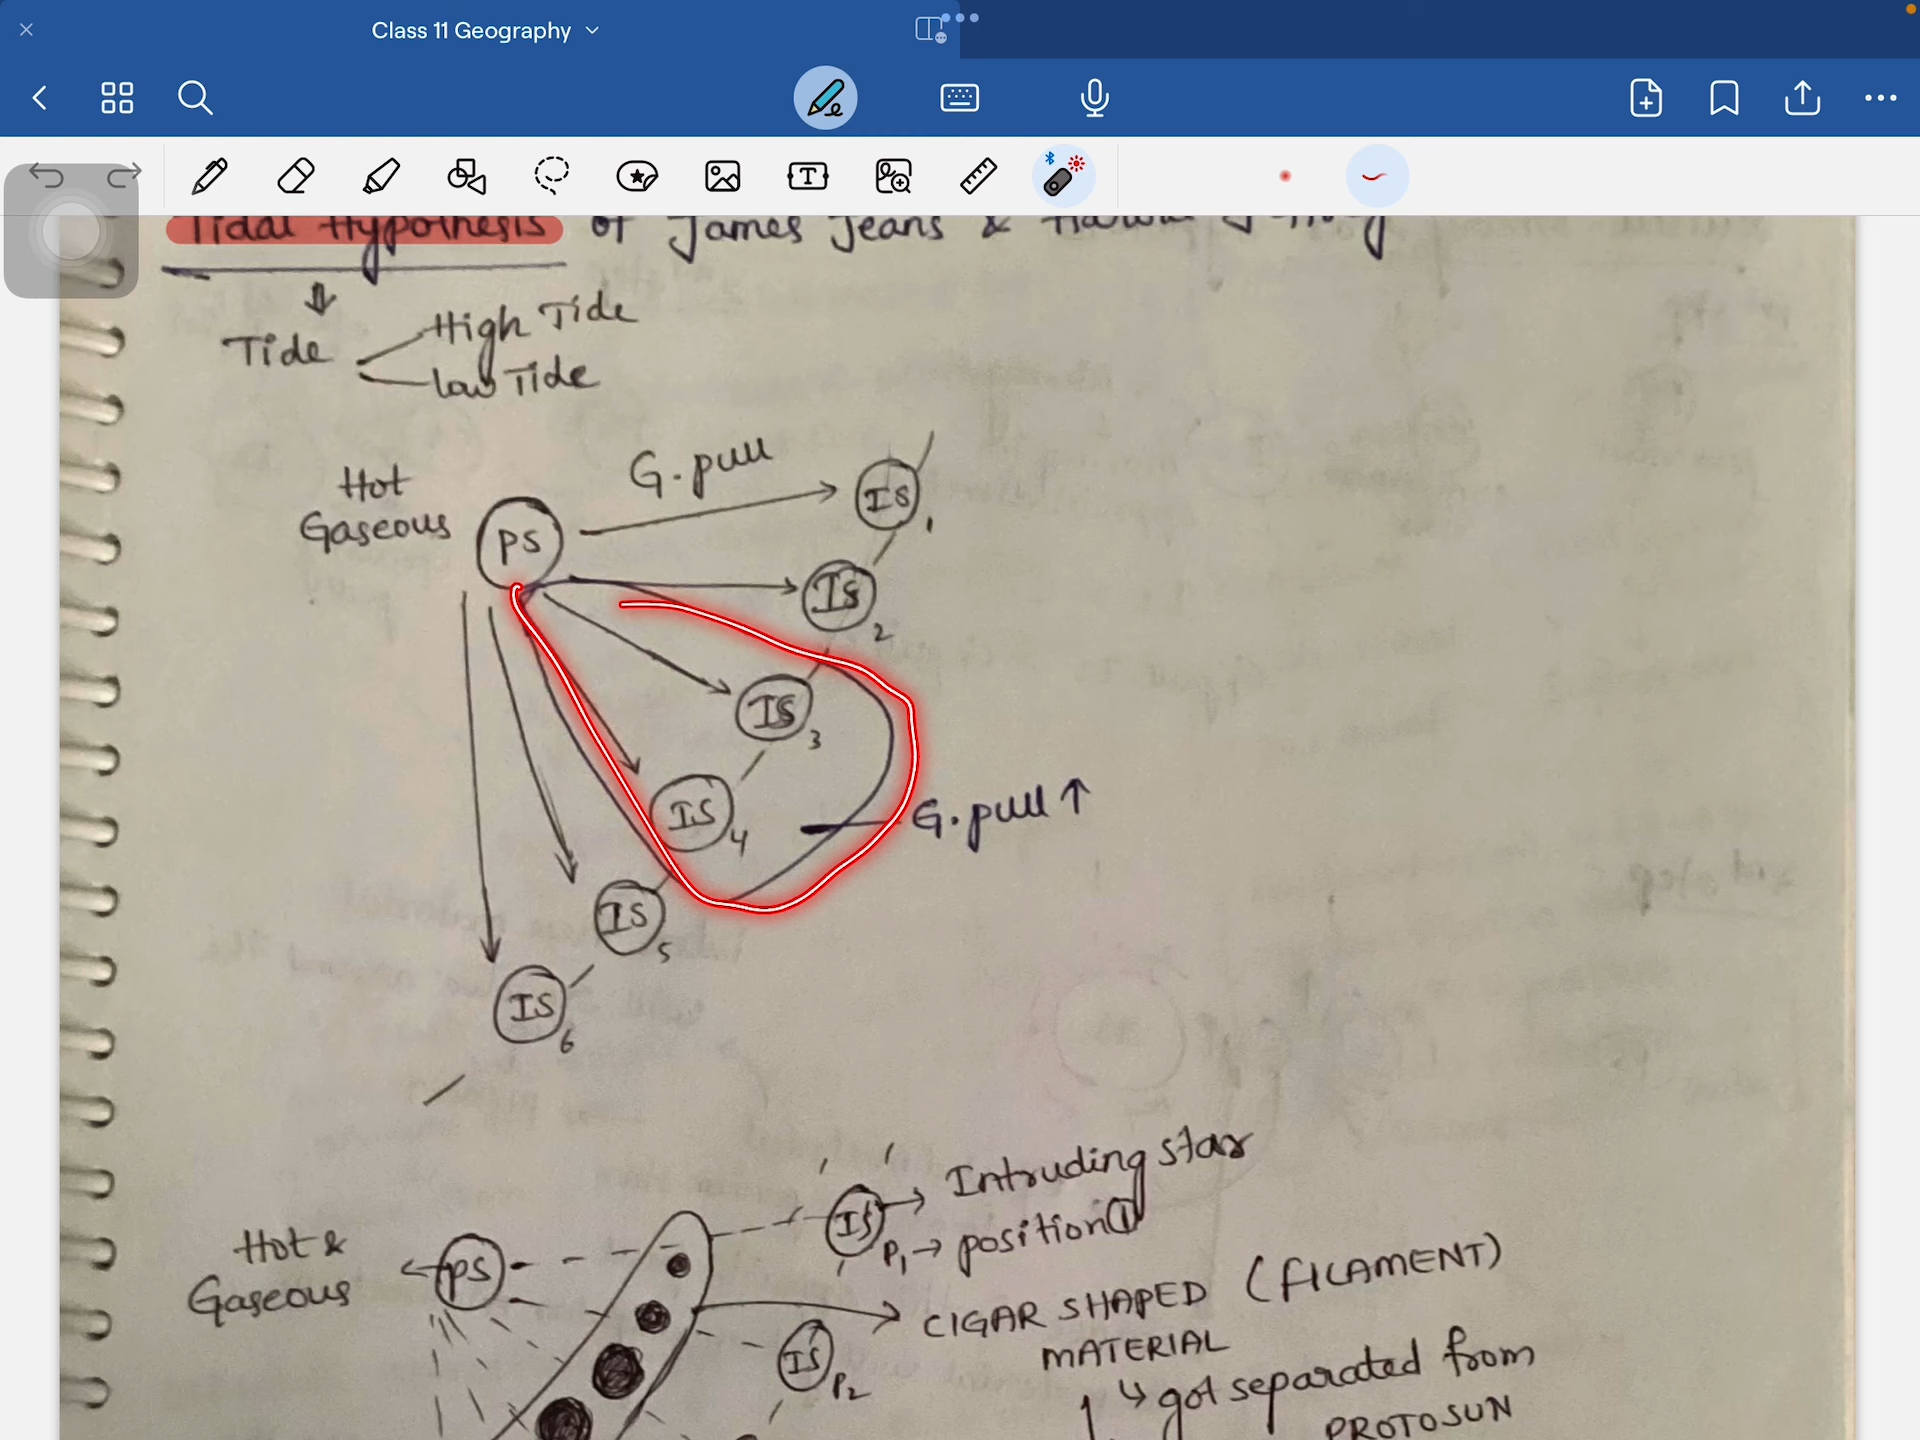 Class 11 Geography
Tidal Hypothesis of James Jeans &
Tide
High Tide
Low Tide
Hot
Gaseous
PS
G. pull
IS 1
IS 2
IS 3
IS 4
G. pull ↑
IS 5
IS 6
Intruding star
IS P1 → position ①
Hot &
Gaseous
PS
CIGAR SHAPED (FILAMENT)
MATERIAL
IS P2
↳ got separated from
PROTOSUN